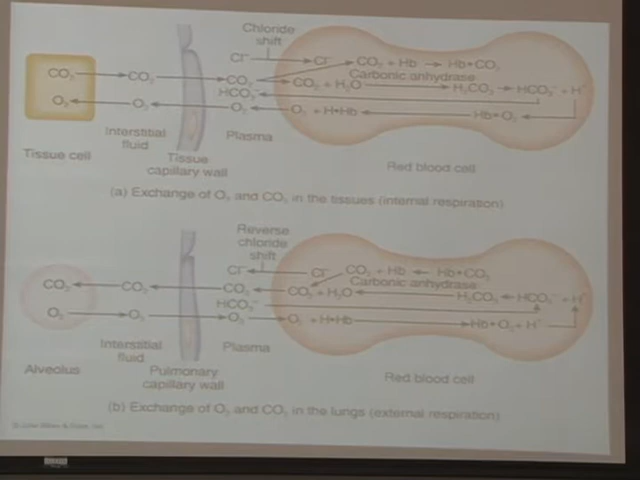 Chloride
shift
Cl⁻ Cl⁻ CO₂ + Hb Hb•CO₂
Carbonic anhydrase
CO₂ CO₂ CO₂ CO₂ + H₂O H₂CO₃ HCO₃⁻ + H⁺
HCO₃⁻
O₂ O₂ O₂ O₂ + H•Hb Hb•O₂
Interstitial
fluid
Plasma
Tissue cell
Tissue
capillary wall
Red blood cell
(a) Exchange of O₂ and CO₂ in the tissues (internal respiration)
Reverse
chloride
shift
Cl⁻ Cl⁻ CO₂ + Hb Hb•CO₂
Carbonic anhydrase
CO₂ CO₂ CO₂ CO₂ + H₂O H₂CO₃ HCO₃⁻ + H⁺
HCO₃⁻
O₂ O₂ O₂ O₂ + H•Hb Hb•O₂ + H⁺
Interstitial
fluid
Plasma
Alveolus
Pulmonary
capillary wall
Red blood cell
(b) Exchange of O₂ and CO₂ in the lungs (external respiration)